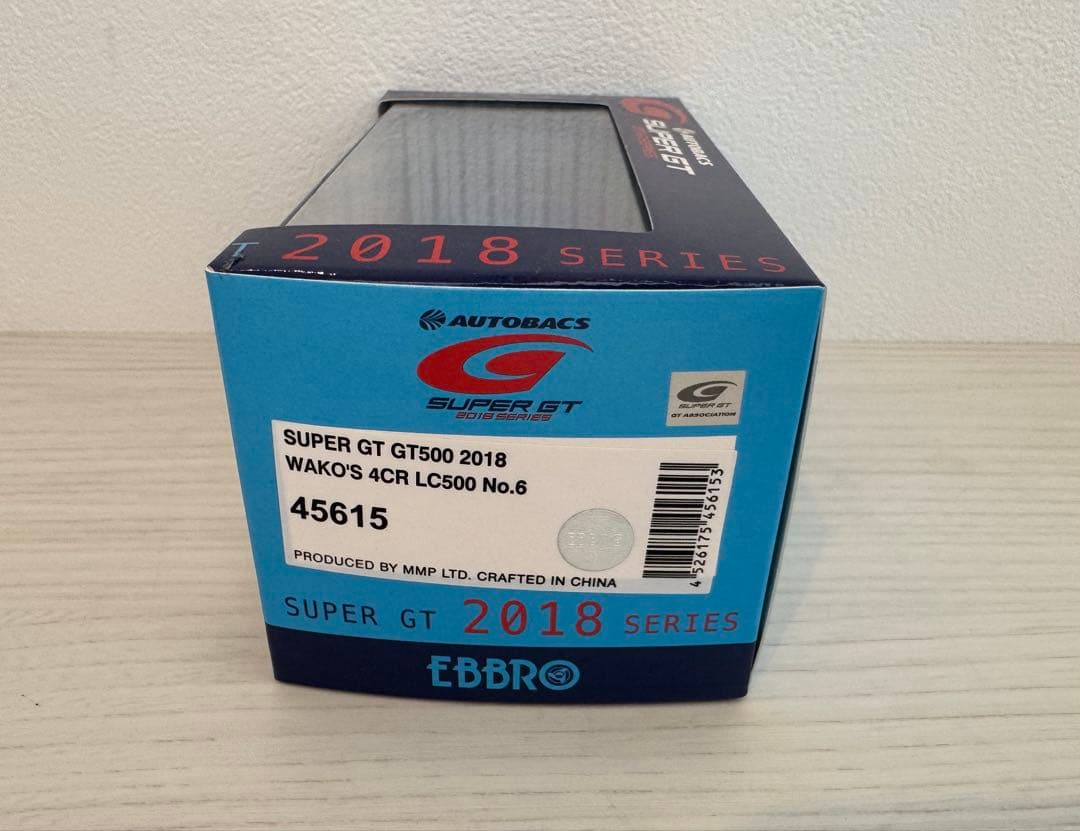 AUTOBACS
SUPER GT
T 2018 SERIES
AUTOBACS
SUPER GT
2018 SERIES
SUPER GT
GT ASSOCIATION
SUPER GT GT500 2018
WAKO'S 4CR LC500 No.6
45615
EBBRO
4 526175 456153
PRODUCED BY MMP LTD. CRAFTED IN CHINA
SUPER GT 2018 SERIES
EBBRO